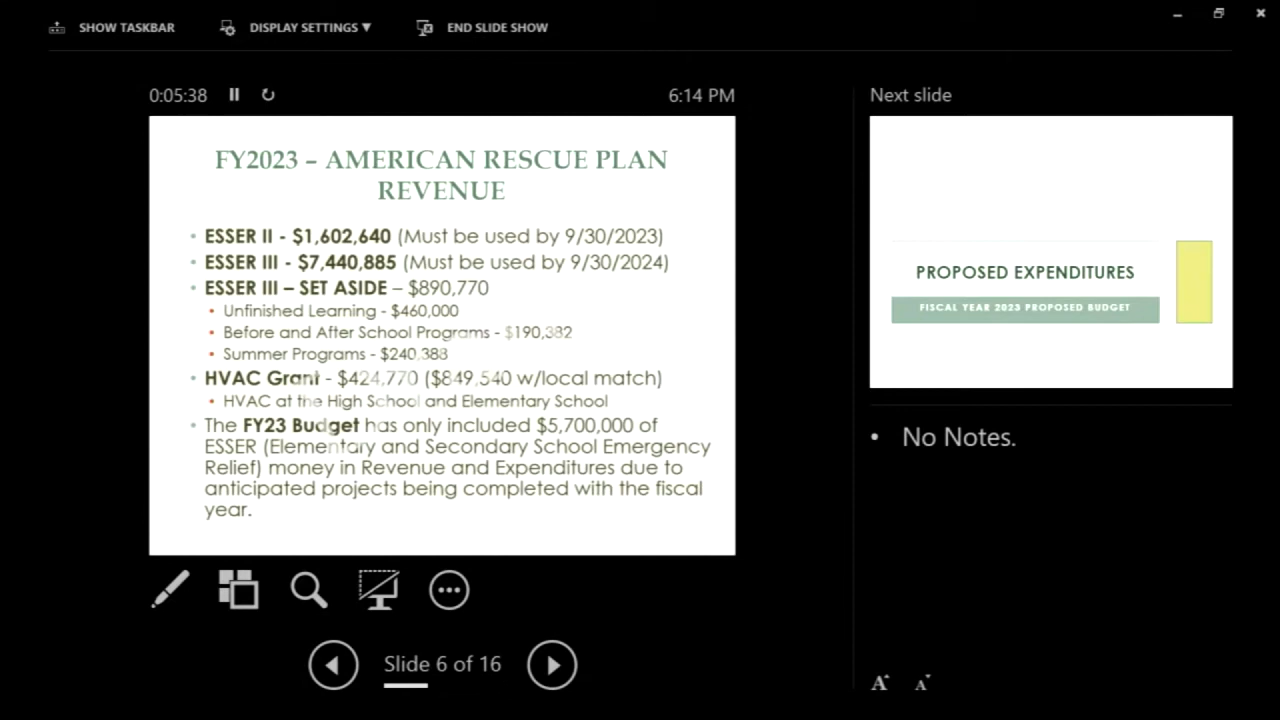 SHOW TASKBAR
DISPLAY SETTINGS ▼
END SLIDE SHOW
0:05:38
6:14 PM
FY2023 – AMERICAN RESCUE PLAN
REVENUE
• ESSER II - $1,602,640 (Must be used by 9/30/2023)
• ESSER III - $7,440,885 (Must be used by 9/30/2024)
• ESSER III – SET ASIDE – $890,770
• Unfinished Learning - $460,000
• Before and After School Programs - $190,382
• Summer Programs - $240,388
• HVAC Grant - $424,770 ($849,540 w/local match)
• HVAC at the High School and Elementary School
• The FY23 Budget has only included $5,700,000 of
ESSER (Elementary and Secondary School Emergency
Relief) money in Revenue and Expenditures due to
anticipated projects being completed with the fiscal
year.
Slide 6 of 16
Next slide
PROPOSED EXPENDITURES
FISCAL YEAR 2023 PROPOSED BUDGET
• No Notes.
A A